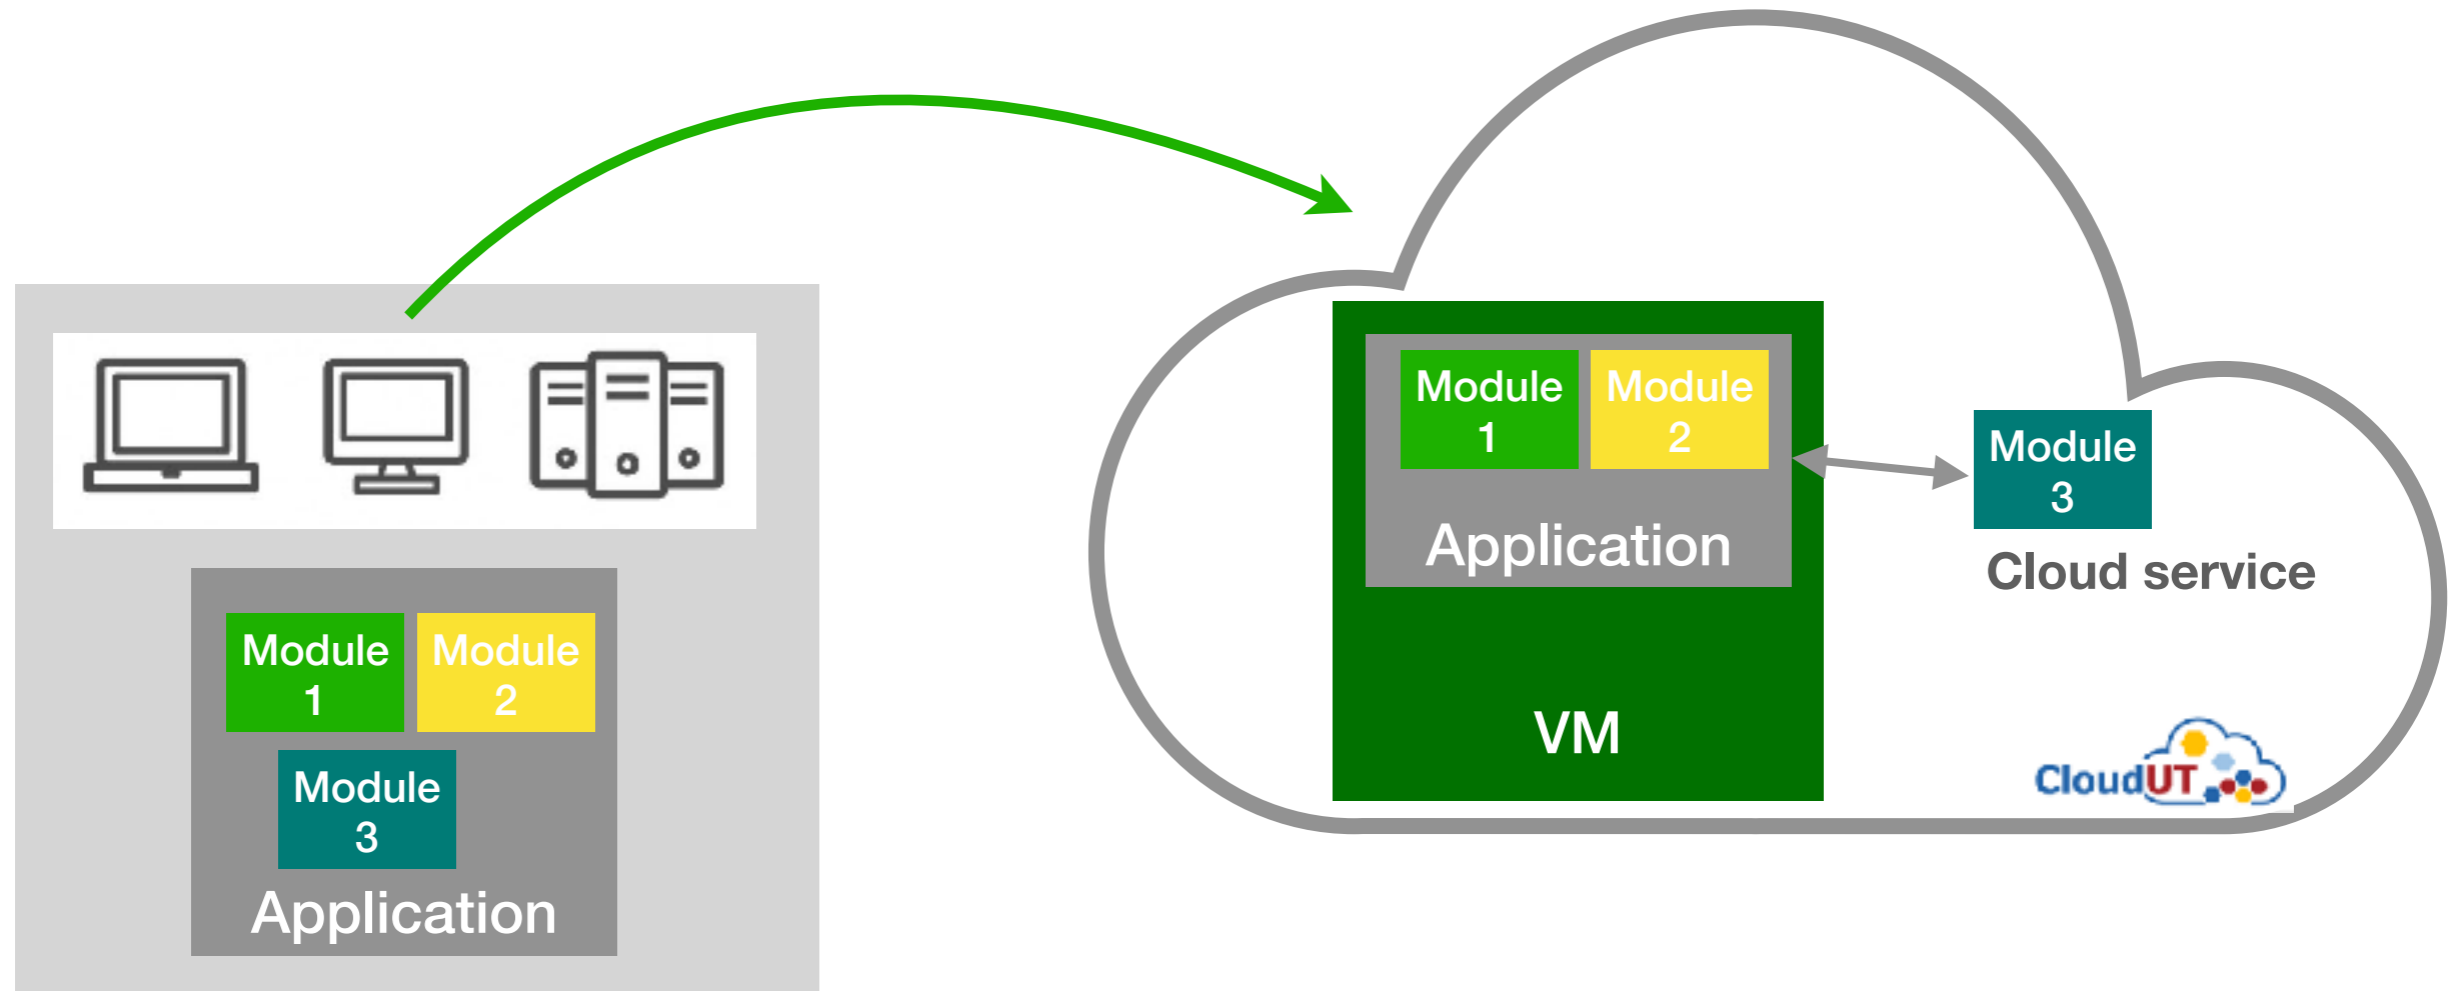 Module
1
Module
2
Module
3
Application
Module
1
Module
2
Application
VM
Module
3
Cloud service
CloudUT